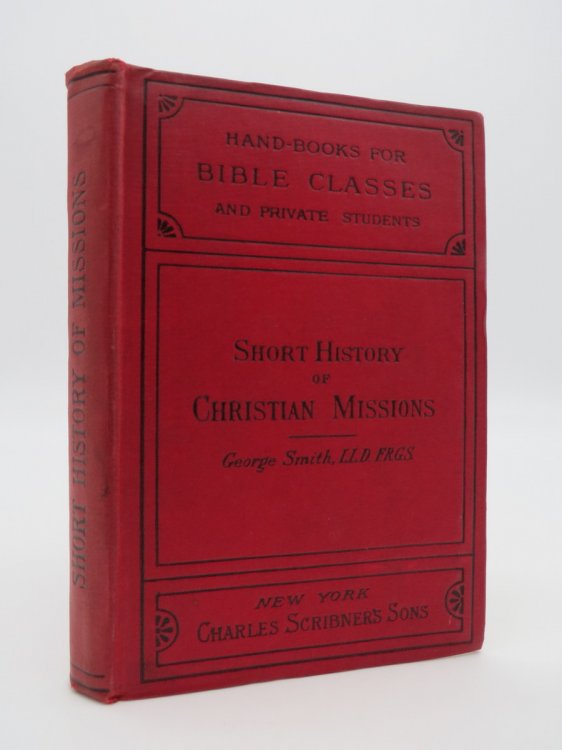 SHORT HISTORY OF MISSIONS
HAND-BOOKS FOR
BIBLE CLASSES
AND PRIVATE STUDENTS
SHORT HISTORY
OF
CHRISTIAN MISSIONS
George Smith, LL.D. F.R.G.S.
NEW YORK
CHARLES SCRIBNER'S SONS